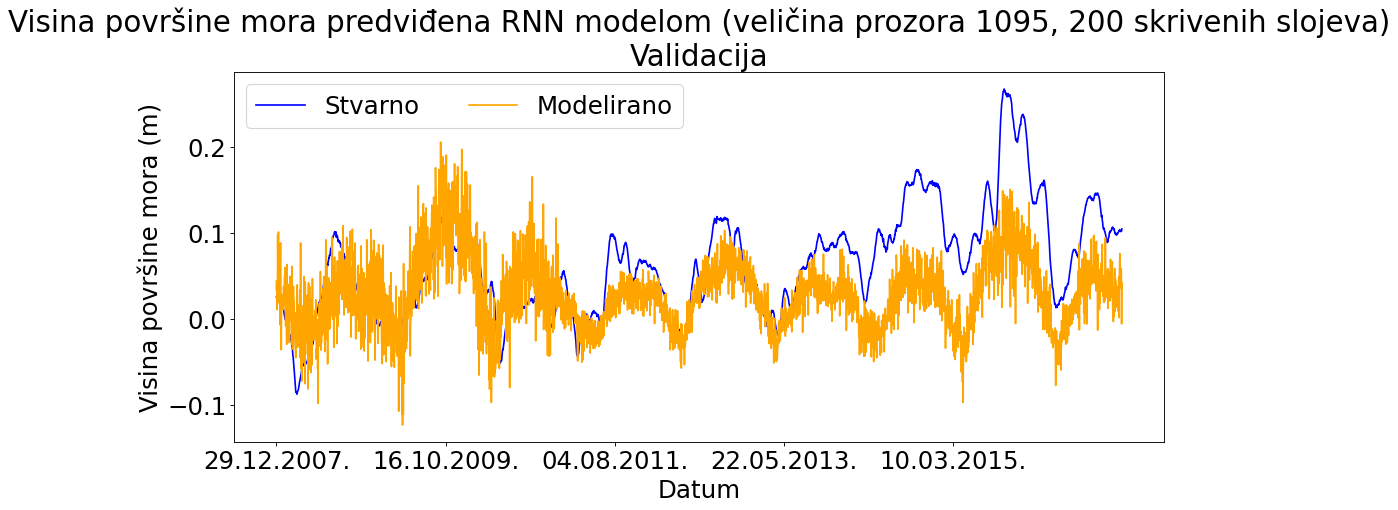 Visina površine mora predviđena RNN modelom (veličina prozora 1095, 200 skrivenih slojeva)
Validacija
Stvarno Modelirano
Visina površine mora (m)
0.2
0.1
0.0
−0.1
29.12.2007. 16.10.2009. 04.08.2011. 22.05.2013. 10.03.2015.
Datum